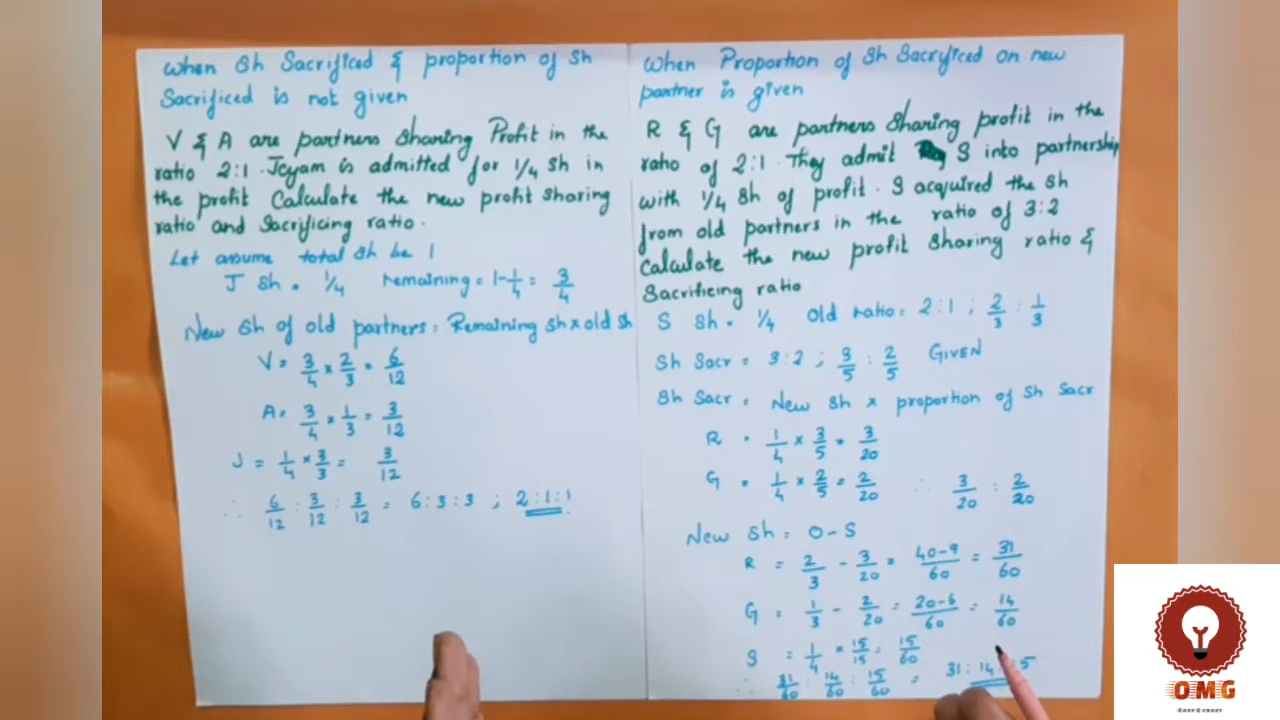 When Sh Sacrificed & proportion of Sh
Sacrificed is not given
V & A are partners Sharing Profit in the
ratio 2:1. Jeyam is admitted for 1/4 Sh in
the profit Calculate the new profit Sharing
ratio and Sacrificing ratio.
Let assume total Sh be 1
J Sh = 1/4 remaining = 1-1/4 = 3/4
New Sh of old partners = Remaining Sh x old Sh
V = 3/4 x 2/3 = 6/12
A = 3/4 x 1/3 = 3/12
J = 1/4 x 3/3 = 3/12
∴ 6/12 : 3/12 : 3/12 = 6:3:3 ; 2:1:1
When Proportion of Sh Sacrificed on new
partner is given
R & G are partners Sharing profit in the
ratio of 2:1. They admit S into partnership
with 1/4 Sh of profit. S acquired the Sh
from old partners in the ratio of 3:2
Calculate the new profit Sharing ratio &
Sacrificing ratio
S Sh = 1/4 Old ratio = 2:1 ; 2/3 : 1/3
Sh Sacr = 3:2 ; 3/5 : 2/5 GIVEN
Sh Sacr = New Sh x proportion of Sh Sacr
R = 1/4 x 3/5 = 3/20
G = 1/4 x 2/5 = 2/20 ∴ 3/20 : 2/20
New Sh = O-S
R = 2/3 - 3/20 = 40-9/60 = 31/60
G = 1/3 - 2/20 = 20-6/60 = 14/60
S = 1/4 x 15/15 = 15/60
∴ 31/60 : 14/60 : 15/60 = 31:14: 5
OMG